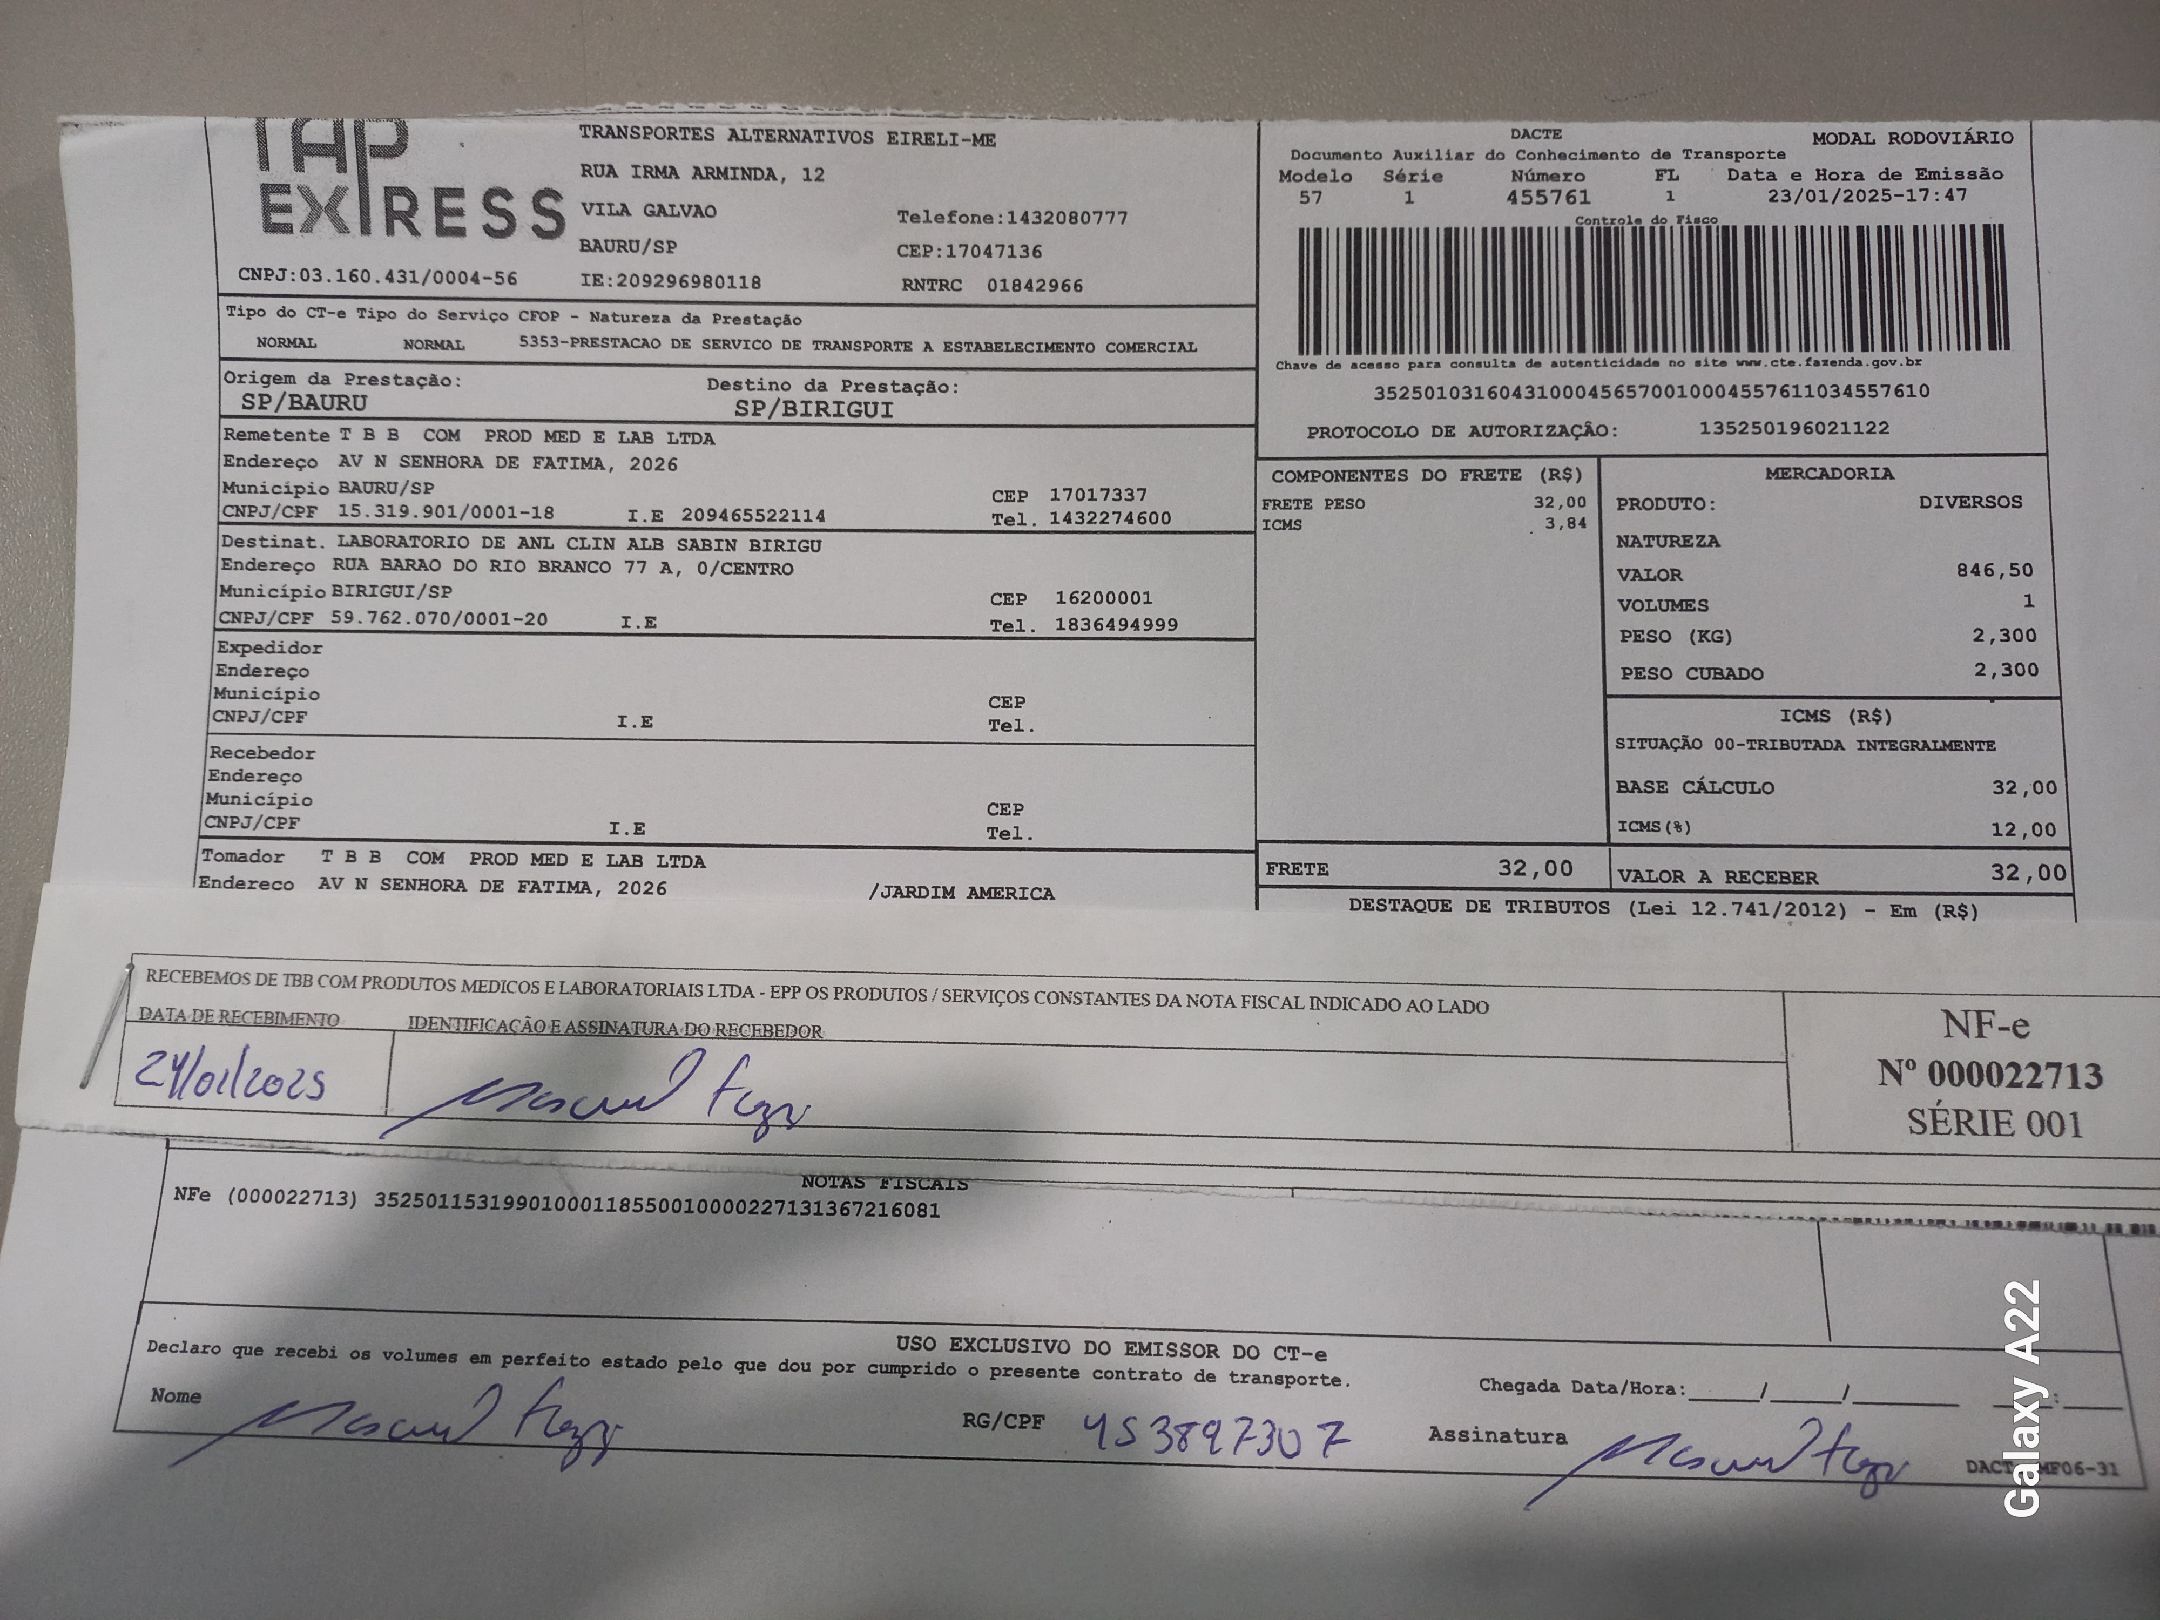 TAP
EXPRESS
TRANSPORTES ALTERNATIVOS EIRELI-ME
RUA IRMA ARMINDA, 12
VILA GALVAO Telefone:1432080777
BAURU/SP CEP:17047136
CNPJ:03.160.431/0004-56 IE:209296980118 RNTRC 01842966
DACTE MODAL RODOVIÁRIO
Documento Auxiliar do Conhecimento de Transporte
Modelo Série Número FL Data e Hora de Emissão
57 1 455761 1 23/01/2025-17:47
Controle do Fisco
Chave de acesso para consulta de autenticidade no site www.cte.fazenda.gov.br
35250103160431000456570010004557611034557610
PROTOCOLO DE AUTORIZAÇÃO: 135250196021122
Tipo do CT-e Tipo do Serviço CFOP - Natureza da Prestação
NORMAL NORMAL 5353-PRESTACAO DE SERVICO DE TRANSPORTE A ESTABELECIMENTO COMERCIAL
Origem da Prestação: Destino da Prestação:
SP/BAURU SP/BIRIGUI
Remetente T B B COM PROD MED E LAB LTDA
Endereço AV N SENHORA DE FATIMA, 2026
Município BAURU/SP CEP 17017337
CNPJ/CPF 15.319.901/0001-18 I.E 209465522114 Tel. 1432274600
Destinat. LABORATORIO DE ANL CLIN ALB SABIN BIRIGU
Endereço RUA BARAO DO RIO BRANCO 77 A, 0/CENTRO
Município BIRIGUI/SP CEP 16200001
CNPJ/CPF 59.762.070/0001-20 I.E Tel. 1836494999
Expedidor
Endereço
Município CEP
CNPJ/CPF I.E Tel.
Recebedor
Endereço
Município CEP
CNPJ/CPF I.E Tel.
Tomador T B B COM PROD MED E LAB LTDA
Endereco AV N SENHORA DE FATIMA, 2026 /JARDIM AMERICA
COMPONENTES DO FRETE (R$)
FRETE PESO 32,00
ICMS 3,84
MERCADORIA
PRODUTO: DIVERSOS
NATUREZA
VALOR 846,50
VOLUMES 1
PESO (KG) 2,300
PESO CUBADO 2,300
ICMS (R$)
SITUAÇÃO 00-TRIBUTADA INTEGRALMENTE
BASE CÁLCULO 32,00
ICMS(%) 12,00
FRETE 32,00 VALOR A RECEBER 32,00
DESTAQUE DE TRIBUTOS (Lei 12.741/2012) - Em (R$)
RECEBEMOS DE TBB COM PRODUTOS MEDICOS E LABORATORIAIS LTDA - EPP OS PRODUTOS / SERVIÇOS CONSTANTES DA NOTA FISCAL INDICADO AO LADO
DATA DE RECEBIMENTO IDENTIFICAÇÃO E ASSINATURA DO RECEBEDOR
24/01/2025
NF-e
Nº 000022713
SÉRIE 001
NOTAS FISCAIS
NFe (000022713) 35250115319901000118550010000227131367216081
USO EXCLUSIVO DO EMISSOR DO CT-e
Declaro que recebi os volumes em perfeito estado pelo que dou por cumprido o presente contrato de transporte.
Chegada Data/Hora:____/____/______ ___:____
Nome RG/CPF 453897307 Assinatura
Galaxy A22